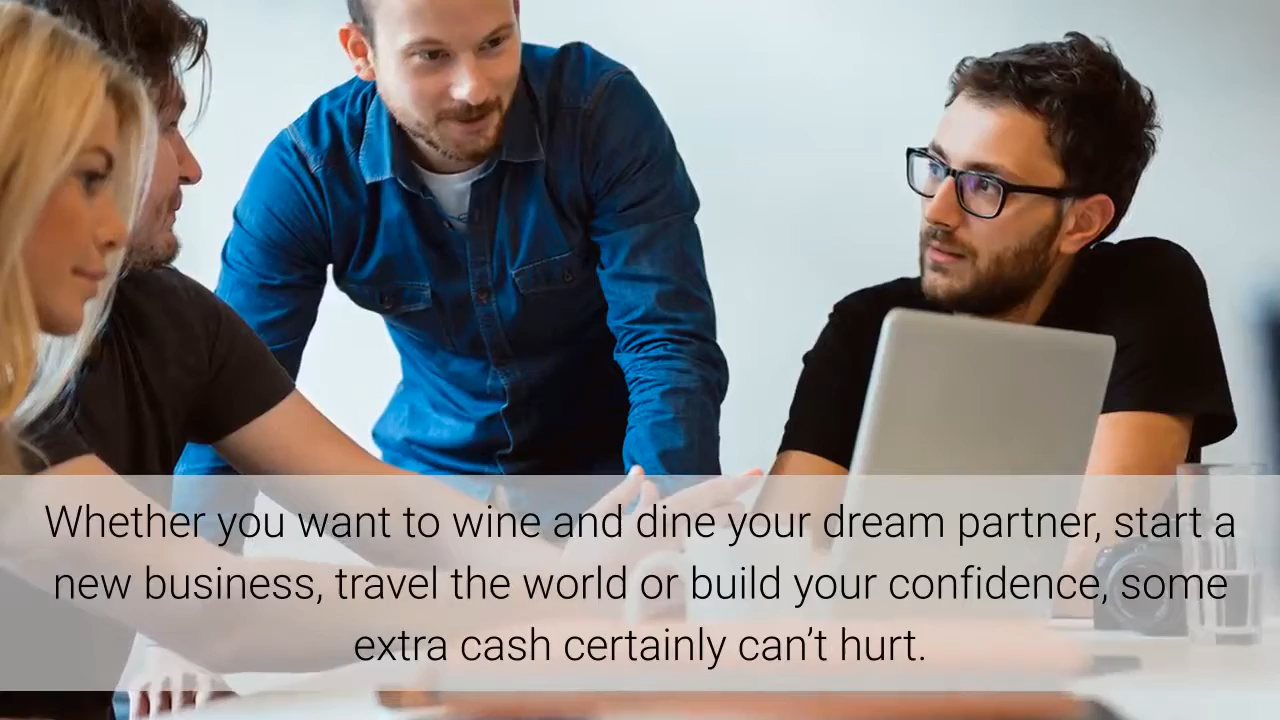 Whether you want to wine and dine your dream partner, start a
new business, travel the world or build your confidence, some
extra cash certainly can’t hurt.